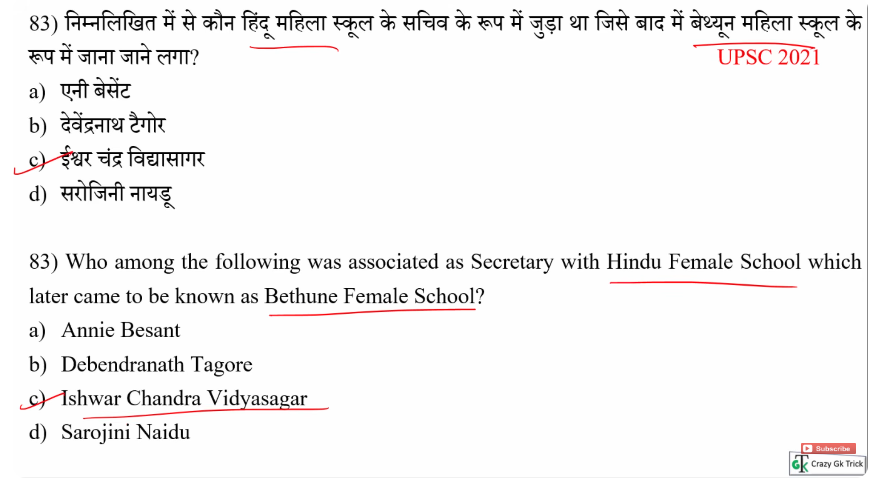 83) निम्नलिखित में से कौन हिंदू महिला स्कूल के सचिव के रूप में जुड़ा था जिसे बाद में बेथ्यून महिला स्कूल के
रूप में जाना जाने लगा?
UPSC 2021
a) एनी बेसेंट
b) देवेंद्रनाथ टैगोर
c) ईश्वर चंद्र विद्यासागर
d) सरोजिनी नायडू
83) Who among the following was associated as Secretary with Hindu Female School which
later came to be known as Bethune Female School?
a) Annie Besant
b) Debendranath Tagore
c) Ishwar Chandra Vidyasagar
d) Sarojini Naidu
Subscribe
GTK Crazy Gk Trick